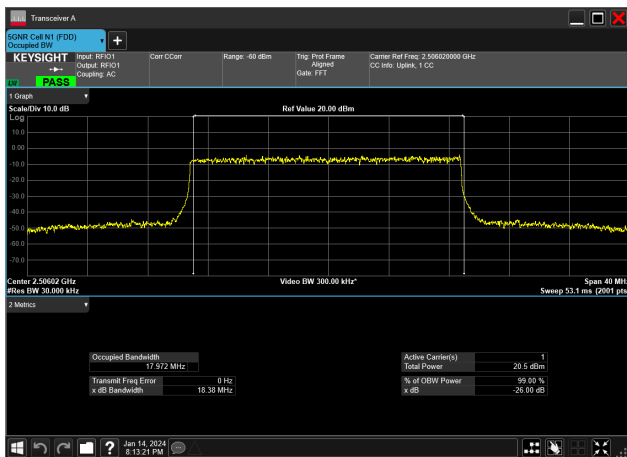 Transceiver A
5GNR Cell N1 (FDD)
Occupied BW
+
KEYSIGHT
Input: RFIO1
Output: RFIO1
Coupling: AC
Corr CCorr
Range: -60 dBm
Trig: Prot Frame
Aligned
Gate: FFT
Carrier Ref Freq: 2.506020000 GHz
CC Info: Uplink, 1 CC
LV PASS
1 Graph
Scale/Div 10.0 dB
Ref Value 20.00 dBm
Log
10.0
0.00
-10.0
-20.0
-30.0
-40.0
-50.0
-60.0
-70.0
Center 2.50602 GHz
Video BW 300.00 kHz*
Span 40 MHz
#Res BW 30.000 kHz
Sweep 53.1 ms (2001 pts
2 Metrics
Occupied Bandwidth
17.972 MHz
Transmit Freq Error 0 Hz
x dB Bandwidth 18.38 MHz
Active Carrier(s) 1
Total Power 20.5 dBm
% of OBW Power 99.00 %
x dB -26.00 dB
?
Jan 14, 2024
8:13:21 PM